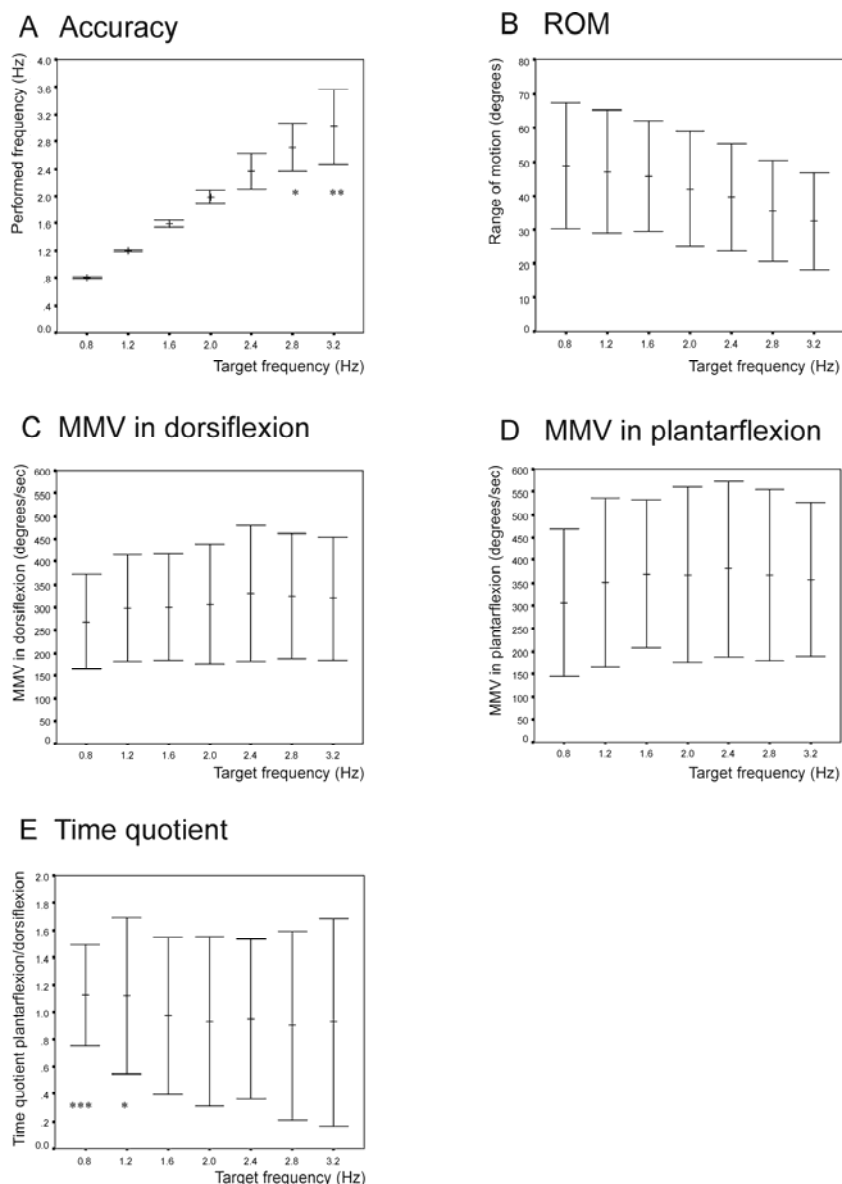 A Accuracy
Performed frequency (Hz)
4.0
3.6
3.2
2.8
2.4
2.0
1.6
1.2
.8
.4
0.0
* **
0.8 1.2 1.6 2.0 2.4 2.8 3.2
Target frequency (Hz)
B ROM
Range of motion (degrees)
80
70
60
50
40
30
20
10
0
0.8 1.2 1.6 2.0 2.4 2.8 3.2
Target frequency (Hz)
C MMV in dorsiflexion
MMV in dorsiflexion (degrees/sec)
600
550
500
450
400
350
300
250
200
150
100
50
0
0.8 1.2 1.6 2.0 2.4 2.8 3.2
Target frequency (Hz)
D MMV in plantarflexion
MMV in plantarflexion (degrees/sec)
600
550
500
450
400
350
300
250
200
150
100
50
0
0.8 1.2 1.6 2.0 2.4 2.8 3.2
Target frequency (Hz)
E Time quotient
Time quotient plantarflexion/dorsiflexion
2.0
1.8
1.6
1.4
1.2
1.0
.8
.6
.4
.2
0.0
*** *
0.8 1.2 1.6 2.0 2.4 2.8 3.2
Target frequency (Hz)